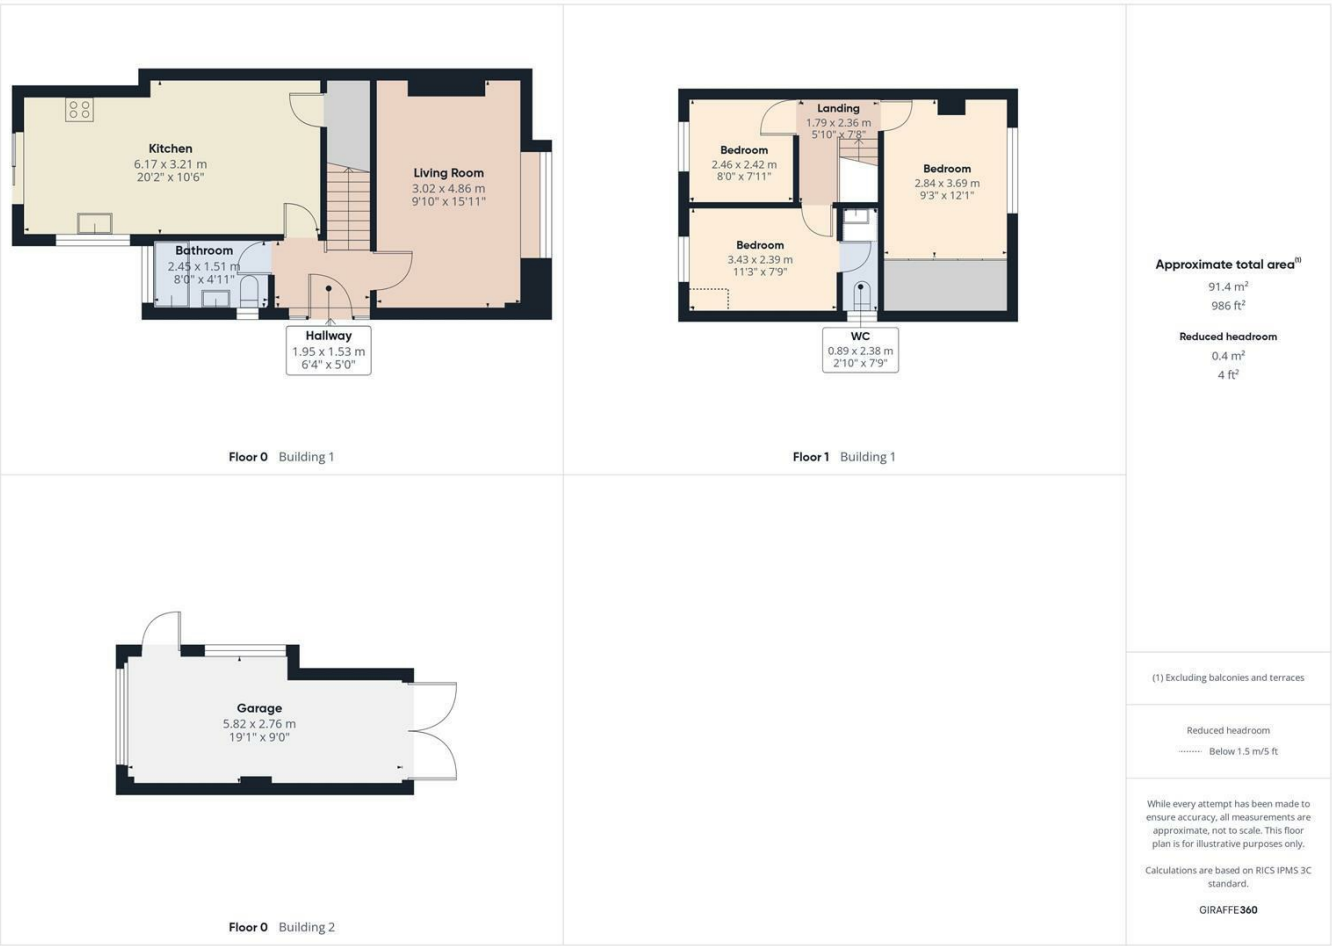 Kitchen
6.17 x 3.21 m
20'2" x 10'6"
Living Room
3.02 x 4.86 m
9'10" x 15'11"
Bathroom
2.45 x 1.51 m
8'0" x 4'11"
Hallway
1.95 x 1.53 m
6'4" x 5'0"
Floor 0 Building 1
Landing
1.79 x 2.36 m
5'10" x 7'8"
Bedroom
2.46 x 2.42 m
8'0" x 7'11"
Bedroom
2.84 x 3.69 m
9'3" x 12'1"
Bedroom
3.43 x 2.39 m
11'3" x 7'9"
WC
0.89 x 2.38 m
2'10" x 7'9"
Floor 1 Building 1
Garage
5.82 x 2.76 m
19'1" x 9'0"
Floor 0 Building 2
Approximate total area(1)
91.4 m²
986 ft²
Reduced headroom
0.4 m²
4 ft²
(1) Excluding balconies and terraces
Reduced headroom
Below 1.5 m/5 ft
While every attempt has been made to
ensure accuracy, all measurements are
approximate, not to scale. This floor
plan is for illustrative purposes only.
Calculations are based on RICS IPMS 3C
standard.
GIRAFFE360